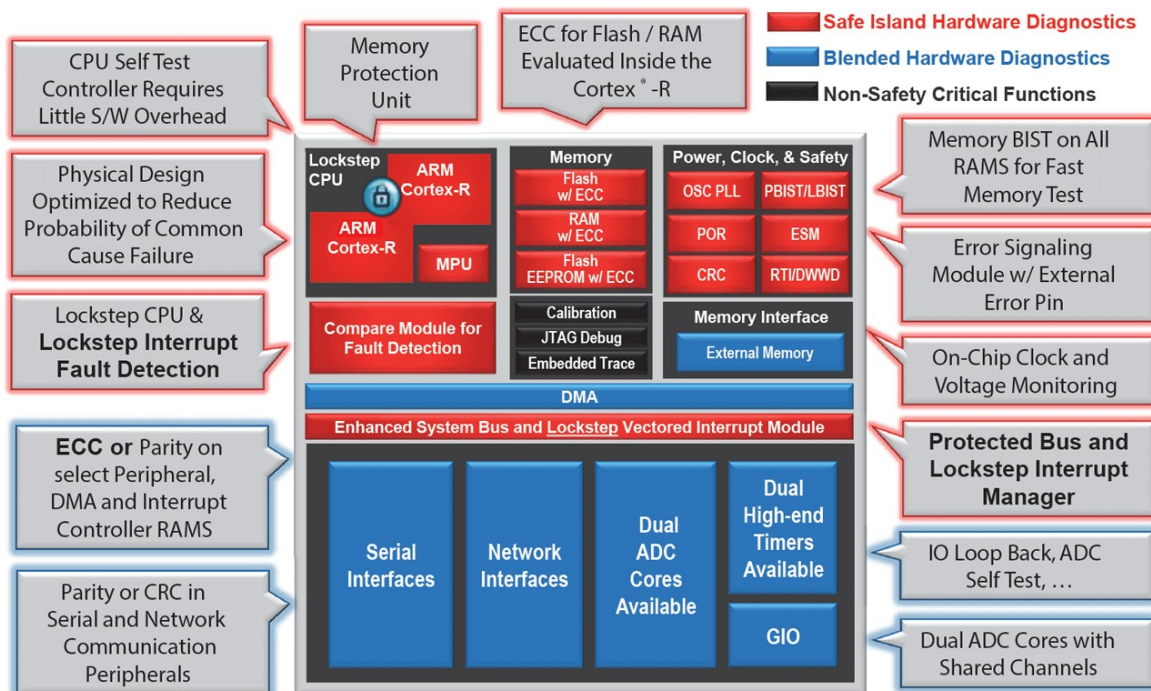 CPU Self Test
Controller Requires
Little S/W Overhead
Memory
Protection
Unit
ECC for Flash / RAM
Evaluated Inside the
Cortex ® -R
Safe Island Hardware Diagnostics
Blended Hardware Diagnostics
Non-Safety Critical Functions
Physical Design
Optimized to Reduce
Probability of Common
Cause Failure
Lockstep CPU &
Lockstep Interrupt
Fault Detection
ECC or Parity on
select Peripheral,
DMA and Interrupt
Controller RAMS
Parity or CRC in
Serial and Network
Communication
Peripherals
Lockstep
CPU
ARM
Cortex-R
ARM
Cortex-R
MPU
Compare Module for
Fault Detection
Memory
Flash
w/ ECC
RAM
w/ ECC
Flash
EEPROM w/ ECC
Calibration
JTAG Debug
Embedded Trace
Power, Clock, & Safety
OSC PLL
PBIST/LBIST
POR
ESM
CRC
RTI/DWWD
Memory Interface
External Memory
DMA
Enhanced System Bus and Lockstep Vectored Interrupt Module
Serial
Interfaces
Network
Interfaces
Dual
ADC
Cores
Available
Dual
High-end
Timers
Available
GIO
Memory BIST on All
RAMS for Fast
Memory Test
Error Signaling
Module w/ External
Error Pin
On-Chip Clock and
Voltage Monitoring
Protected Bus and
Lockstep Interrupt
Manager
IO Loop Back, ADC
Self Test, ...
Dual ADC Cores with
Shared Channels